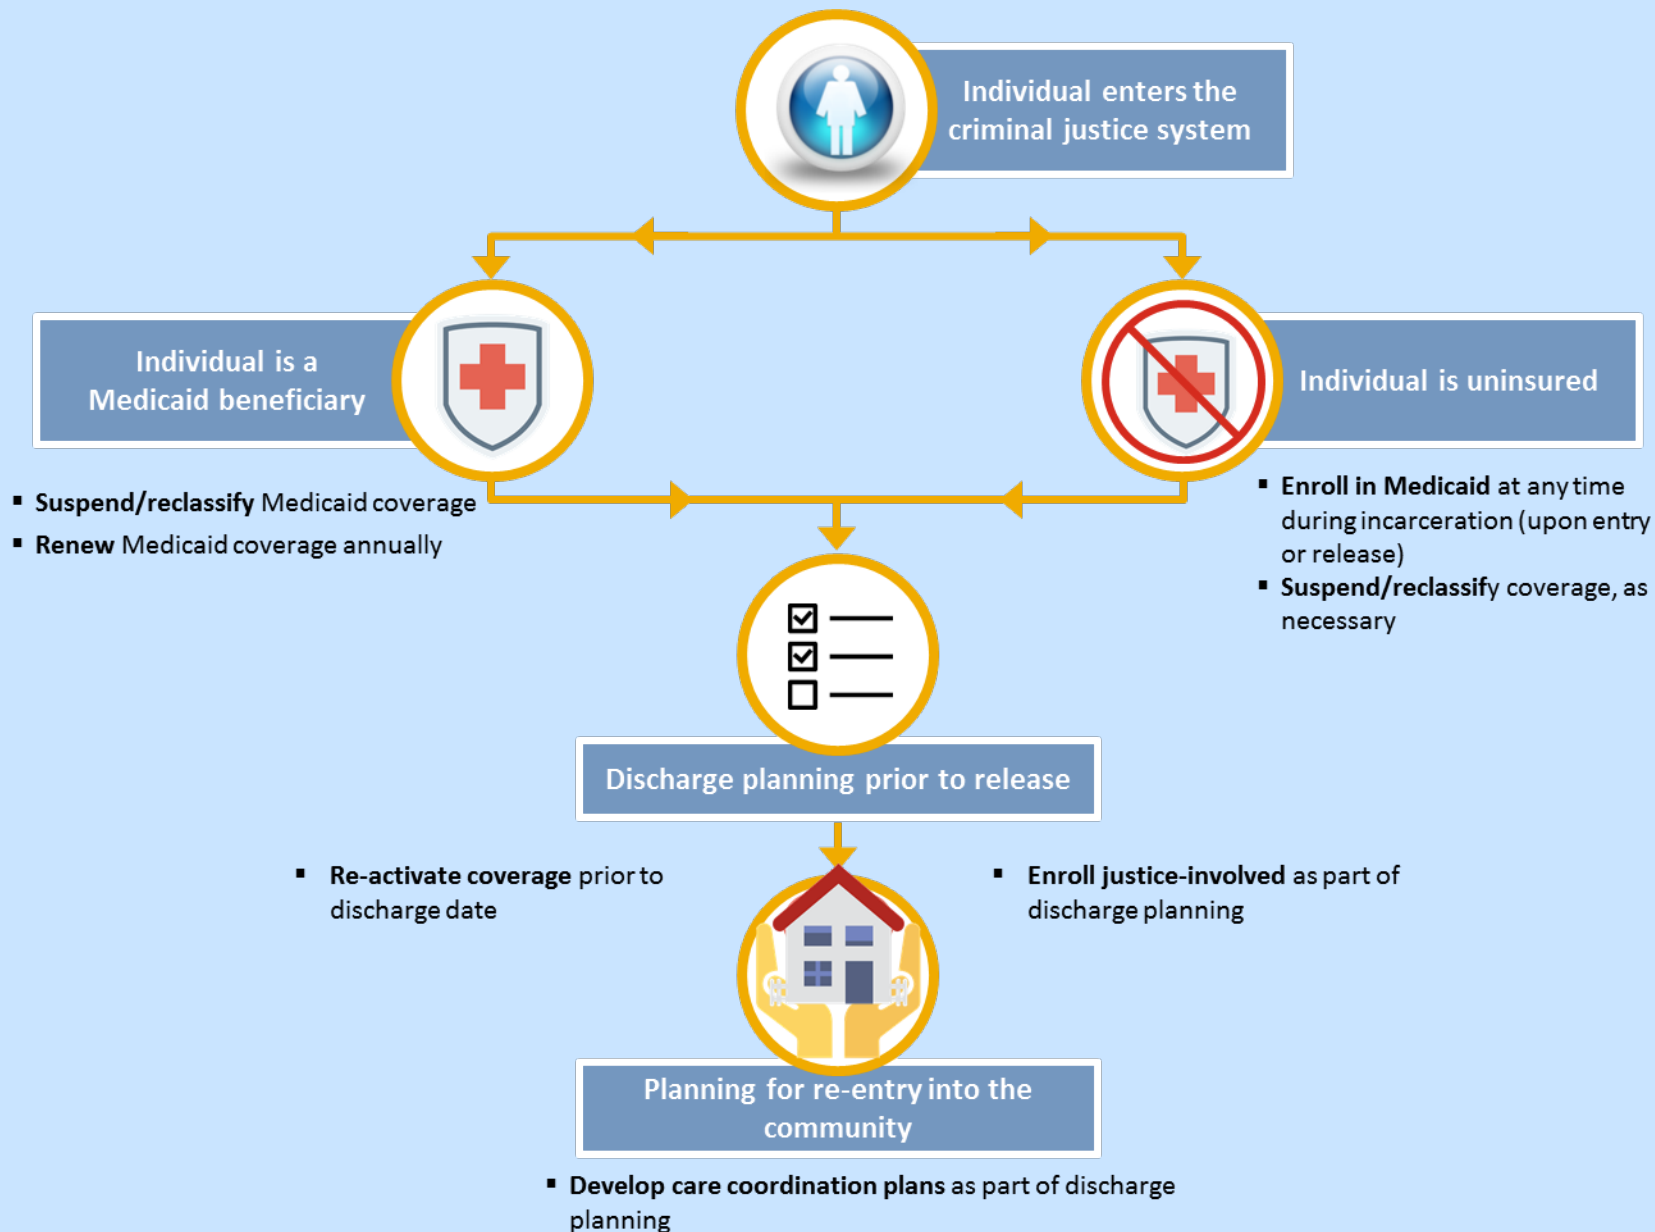 Individual enters the
criminal justice system
Individual is a
Medicaid beneficiary
Individual is uninsured
▪ Suspend/reclassify Medicaid coverage
▪ Renew Medicaid coverage annually
▪ Enroll in Medicaid at any time
during incarceration (upon entry
or release)
▪ Suspend/reclassify coverage, as
necessary
Discharge planning prior to release
▪ Re-activate coverage prior to
discharge date
▪ Enroll justice-involved as part of
discharge planning
Planning for re-entry into the
community
▪ Develop care coordination plans as part of discharge
planning